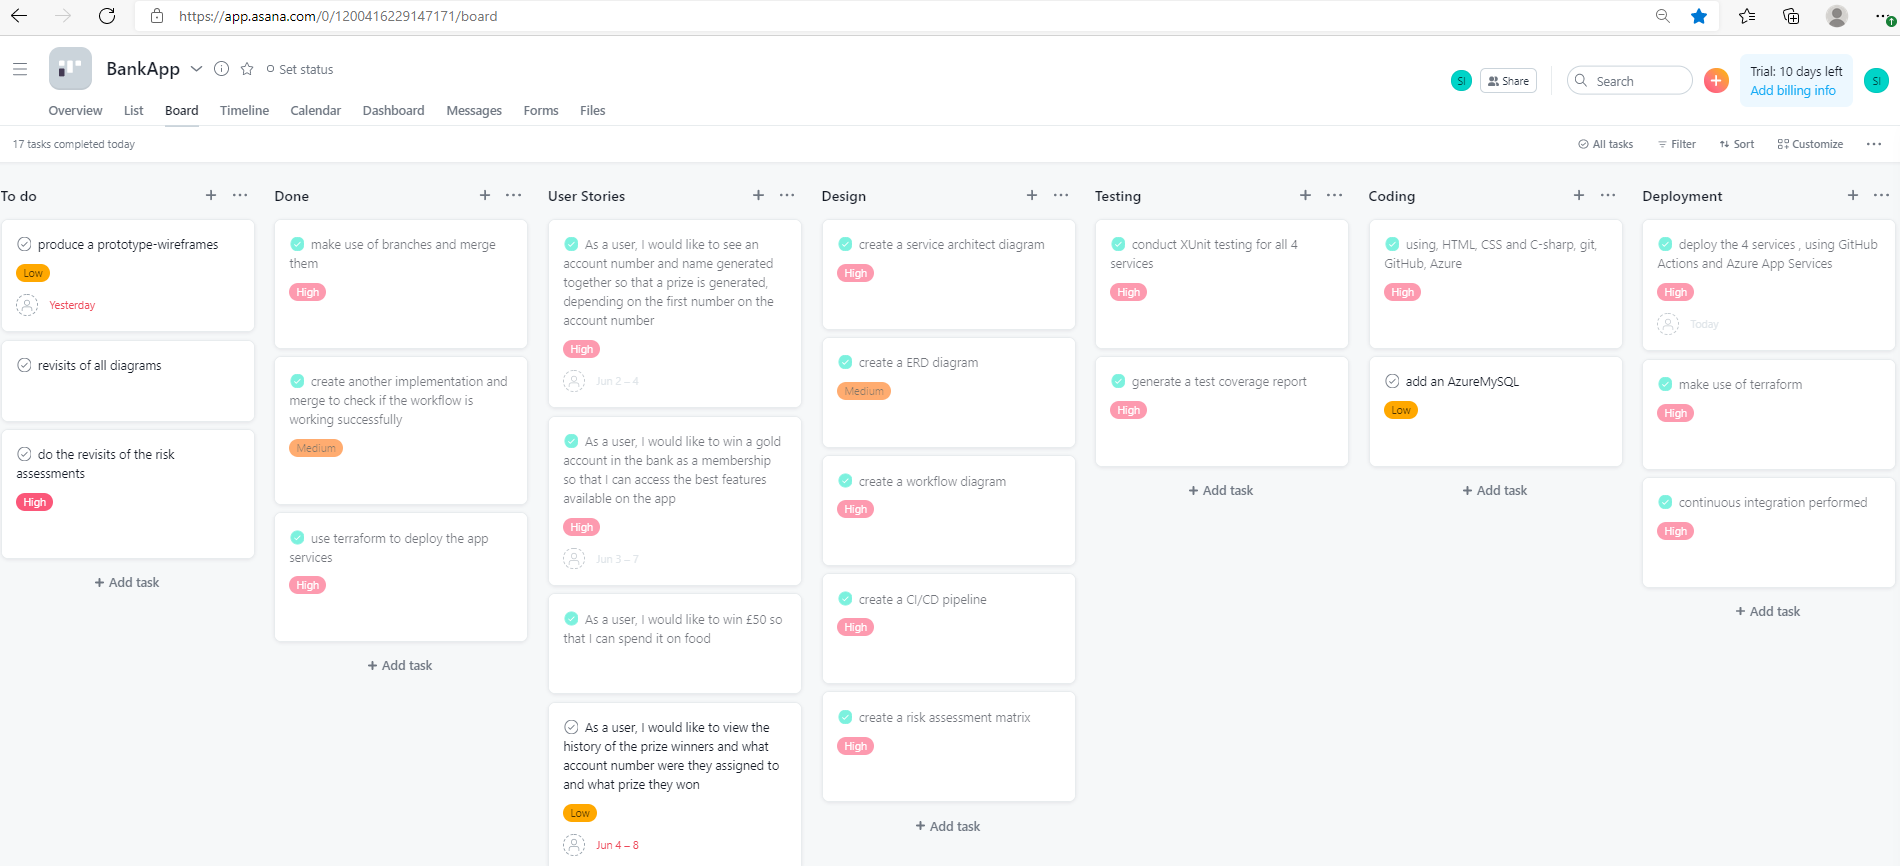 https://app.asana.com/0/1200416229147171/board
BankApp
Set status
SI
Share
Search
Trial: 10 days left
Add billing info
SI
Overview
List
Board
Timeline
Calendar
Dashboard
Messages
Forms
Files
17 tasks completed today
All tasks
Filter
Sort
Customize
To do
produce a prototype-wireframes
Low
Yesterday
revisits of all diagrams
do the revisits of the risk
assessments
High
+ Add task
Done
make use of branches and merge
them
High
create another implementation and
merge to check if the workflow is
working successfully
Medium
use terraform to deploy the app
services
High
+ Add task
User Stories
As a user, I would like to see an
account number and name generated
together so that a prize is generated,
depending on the first number on the
account number
High
Jun 2 – 4
As a user, I would like to win a gold
account in the bank as a membership
so that I can access the best features
available on the app
High
Jun 3 – 7
As a user, I would like to win £50 so
that I can spend it on food
As a user, I would like to view the
history of the prize winners and what
account number were they assigned to
and what prize they won
Low
Jun 4 – 8
Design
create a service architect diagram
High
create a ERD diagram
Medium
create a workflow diagram
High
create a CI/CD pipeline
High
create a risk assessment matrix
High
+ Add task
Testing
conduct XUnit testing for all 4
services
High
generate a test coverage report
High
+ Add task
Coding
using, HTML, CSS and C-sharp, git,
GitHub, Azure
High
add an AzureMySQL
Low
+ Add task
Deployment
deploy the 4 services , using GitHub
Actions and Azure App Services
High
Today
make use of terraform
High
continuous integration performed
High
+ Add task